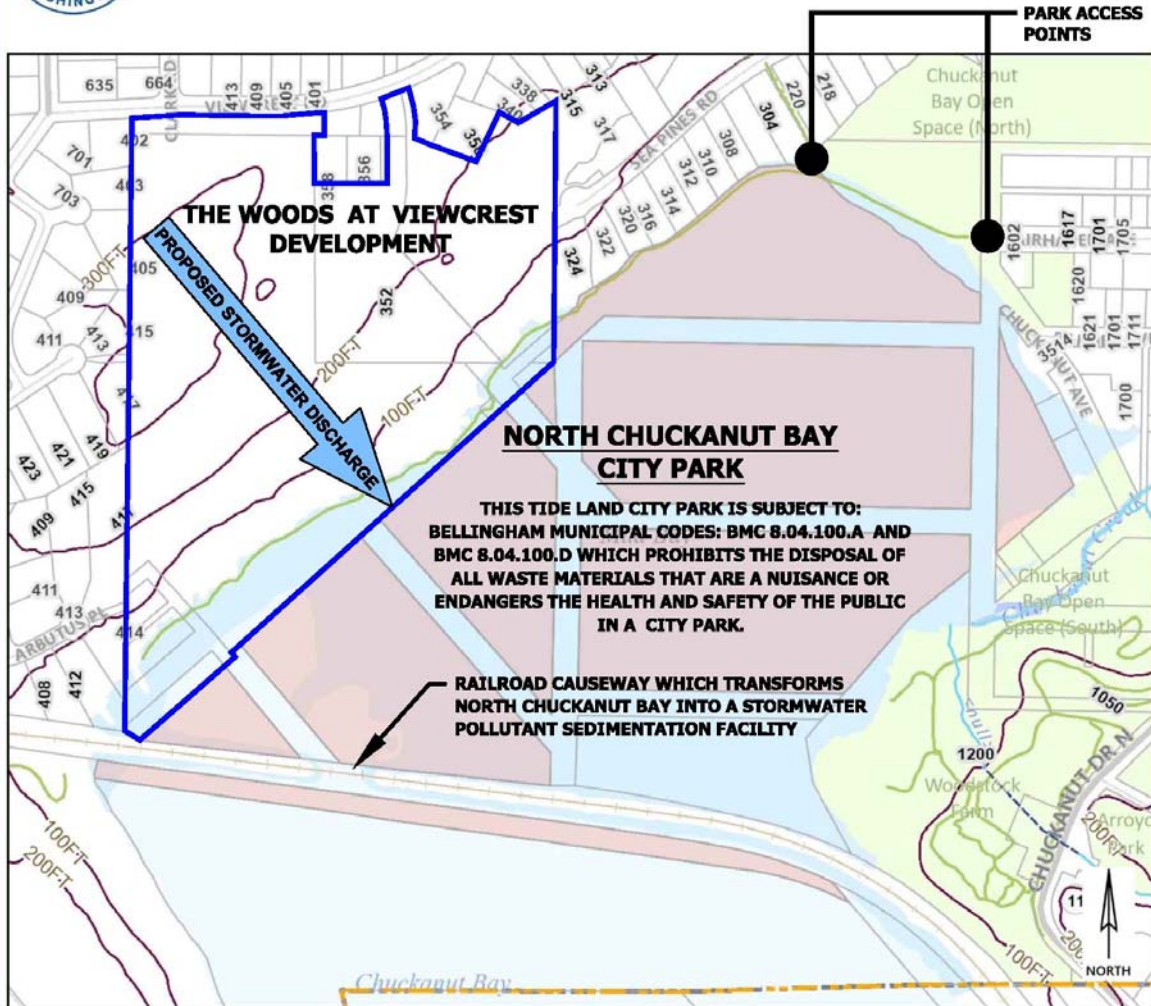 PARK ACCESS
POINTS
635
664
CLARK RD
413
409
405
401
338
340
313
315
317
354
356
358
402
701
703
403
405
409
411
413
415
417
419
421
423
415
409
411
411
413
414
ARBUTUS PL
408
412
THE WOODS AT VIEWCREST
DEVELOPMENT
352
PROPOSED STORMWATER DISCHARGE
300FT
200FT
100FT
SEA PINES RD
304
220
218
308
310
312
314
316
320
322
324
Chuckanut
Bay Open
Space (North)
1602
1617
1701
1705
1620
1621
1701
1711
3514
1700
CHUCKANUT AVE
NORTH CHUCKANUT BAY
CITY PARK
THIS TIDE LAND CITY PARK IS SUBJECT TO:
BELLINGHAM MUNICIPAL CODES: BMC 8.04.100.A AND
BMC 8.04.100.D WHICH PROHIBITS THE DISPOSAL OF
ALL WASTE MATERIALS THAT ARE A NUISANCE OR
ENDANGERS THE HEALTH AND SAFETY OF THE PUBLIC
IN A CITY PARK.
RAILROAD CAUSEWAY WHICH TRANSFORMS
NORTH CHUCKANUT BAY INTO A STORMWATER
POLLUTANT SEDIMENTATION FACILITY
Chuckanut
Bay Open
Space (South)
1050
1200
Woodstock
Farm
CHUCKANUT DR N
Arroyo
Park
200FT
100FT
100FT
200FT
Chuckanut Bay
NORTH